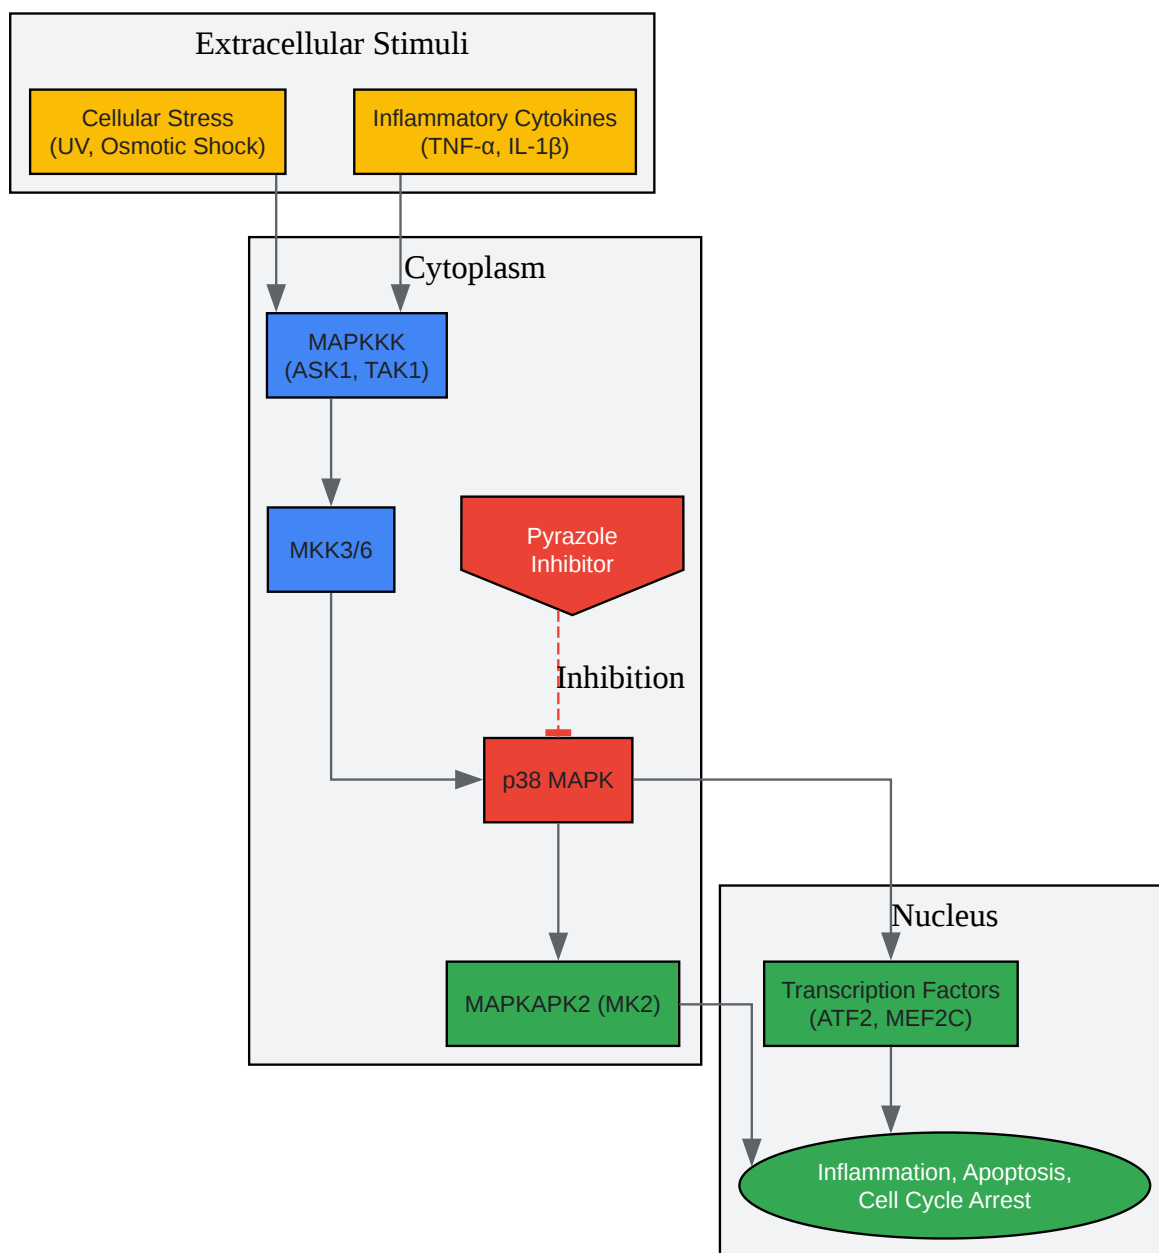 Extracellular Stimuli
Cellular Stress
(UV, Osmotic Shock)
Inflammatory Cytokines
(TNF-α, IL-1β)
Cytoplasm
MAPKKK
(ASK1, TAK1)
MKK3/6
Pyrazole
Inhibitor
Inhibition
p38 MAPK
Nucleus
MAPKAPK2 (MK2)
Transcription Factors
(ATF2, MEF2C)
Inflammation, Apoptosis,
Cell Cycle Arrest